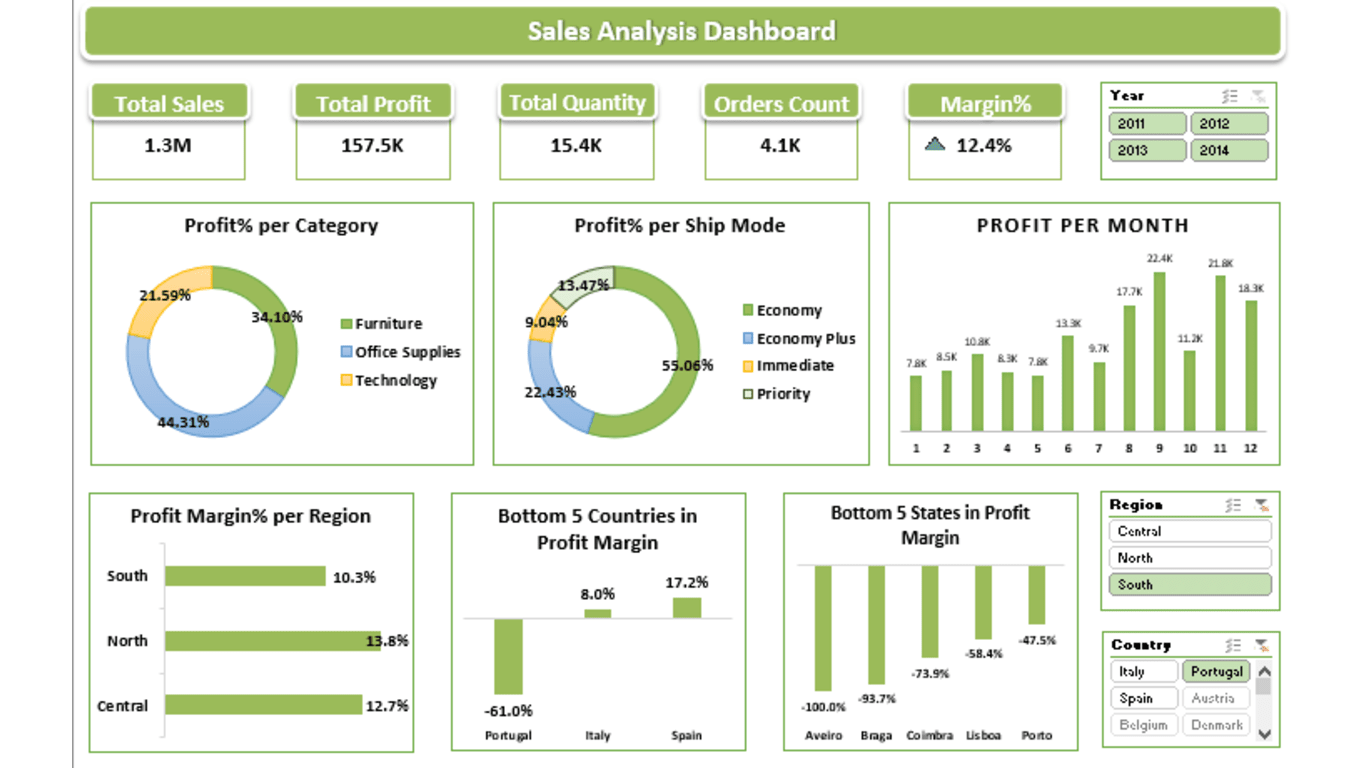 Sales Analysis Dashboard
Total Sales
1.3M
Total Profit
157.5K
Total Quantity
15.4K
Orders Count
4.1K
Margin%
12.4%
Year
2011 2012
2013 2014
Profit% per Category
21.59%
34.10%
44.31%
Furniture
Office Supplies
Technology
Profit% per Ship Mode
13.47%
9.04%
55.06%
22.43%
Economy
Economy Plus
Immediate
Priority
PROFIT PER MONTH
7.8K 8.5K 10.8K 8.3K 7.8K 13.3K 9.7K 17.7K 22.4K 11.2K 21.8K 18.3K
1 2 3 4 5 6 7 8 9 10 11 12
Profit Margin% per Region
South 10.3%
North 13.8%
Central 12.7%
Bottom 5 Countries in
Profit Margin
-61.0% 8.0% 17.2%
Portugal Italy Spain
Bottom 5 States in Profit
Margin
-100.0% -93.7% -73.9% -58.4% -47.5%
Aveiro Braga Coimbra Lisboa Porto
Region
Central
North
South
Country
Italy Portugal
Spain Austria
Belgium Denmark